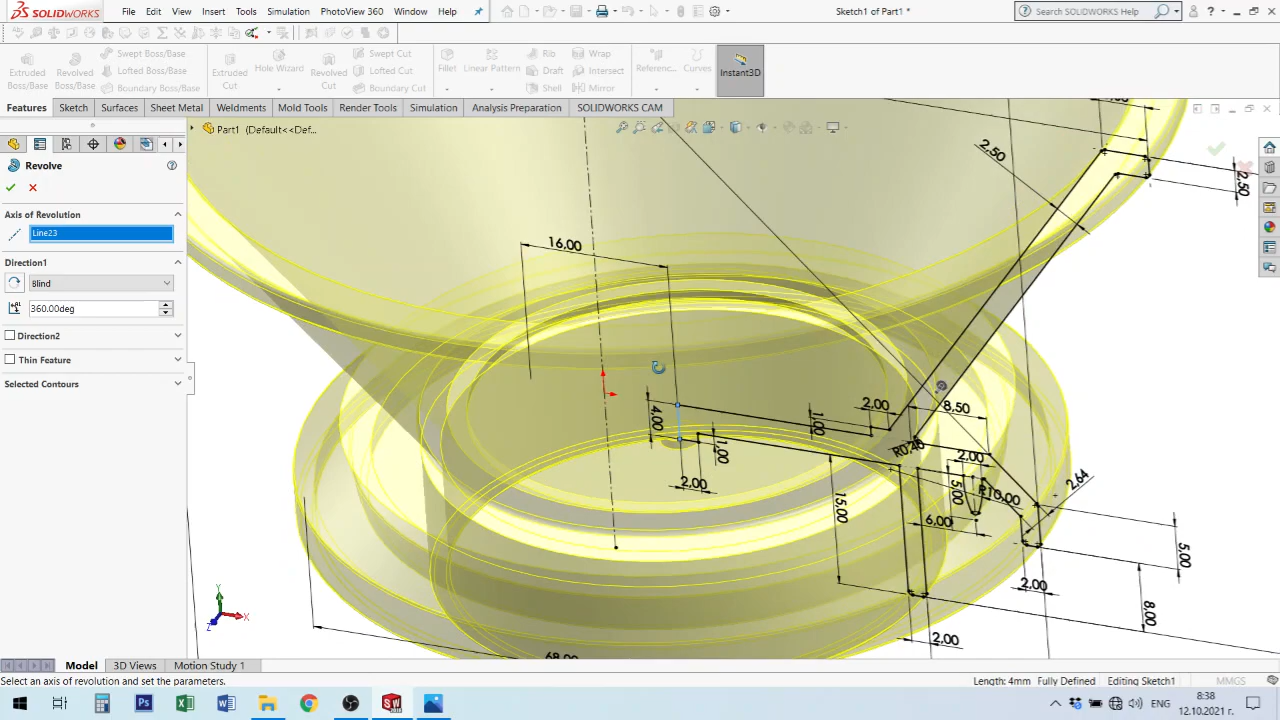 SOLIDWORKS File Edit View Insert Tools Simulation PhotoView 360 Window Help Sketch1 of Part1 * Search SOLIDWORKS Help
Extruded Boss/Base
Revolved Boss/Base
Swept Boss/Base
Lofted Boss/Base
Boundary Boss/Base
Extruded Cut
Hole Wizard
Revolved Cut
Swept Cut
Lofted Cut
Boundary Cut
Fillet
Linear Pattern
Rib
Draft
Shell
Wrap
Intersect
Mirror
Referenc...
Curves
Instant3D
Features Sketch Surfaces Sheet Metal Weldments Mold Tools Render Tools Simulation Analysis Preparation SOLIDWORKS CAM
Part1 (Default<<Def...
Revolve
Axis of Revolution
Line23
Direction1
Blind
360.00deg
Direction2
Thin Feature
Selected Contours
2,50
2,50
16,00
4,00
1,00
2,00
1,00
2,00
8,50
R0,40
2,00
R10,00
5,00
2,64
15,00
6,00
5,00
2,00
8,00
2,00
68,00
Y
X
Z
Model 3D Views Motion Study 1
Select an axis of revolution and set the parameters. Length: 4mm Fully Defined Editing Sketch1 MMGS
ENG
8:38
12.10.2021 г.